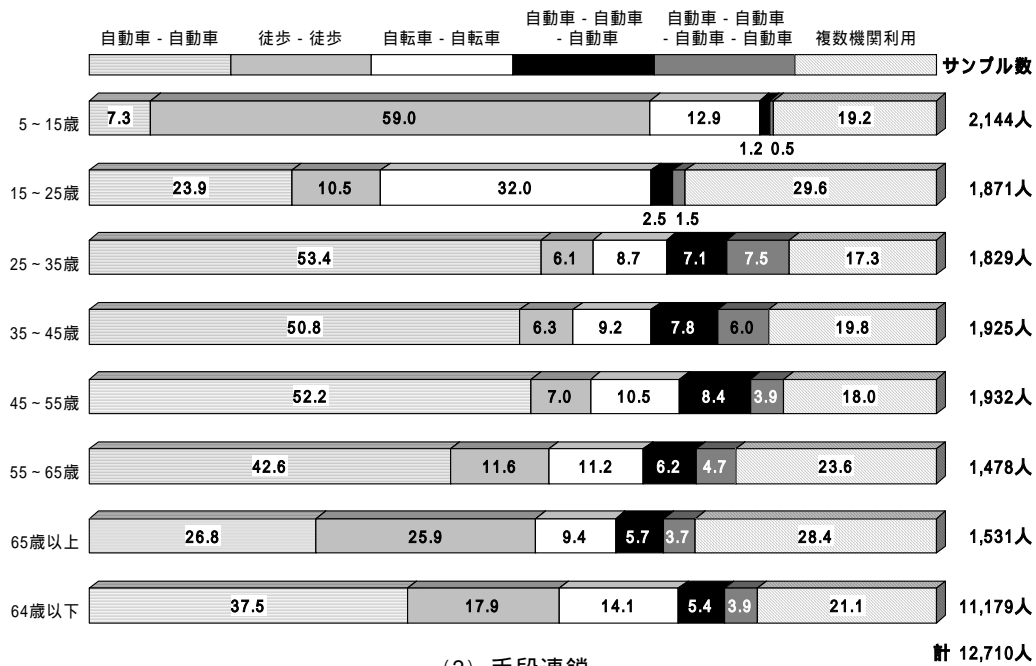 自動車 - 自動車 徒歩 - 徒歩 自転車 - 自転車 自動車 - 自動車 - 自動車 自動車 - 自動車 - 自動車 - 自動車 複数機関利用
サンプル数
5 ~ 15歳 7.3 59.0 12.9 1.2 0.5 19.2 2,144人
15 ~ 25歳 23.9 10.5 32.0 2.5 1.5 29.6 1,871人
25 ~ 35歳 53.4 6.1 8.7 7.1 7.5 17.3 1,829人
35 ~ 45歳 50.8 6.3 9.2 7.8 6.0 19.8 1,925人
45 ~ 55歳 52.2 7.0 10.5 8.4 3.9 18.0 1,932人
55 ~ 65歳 42.6 11.6 11.2 6.2 4.7 23.6 1,478人
65歳以上 26.8 25.9 9.4 5.7 3.7 28.4 1,531人
64歳以下 37.5 17.9 14.1 5.4 3.9 21.1 11,179人
計 12,710人
(2) 手段連鎖